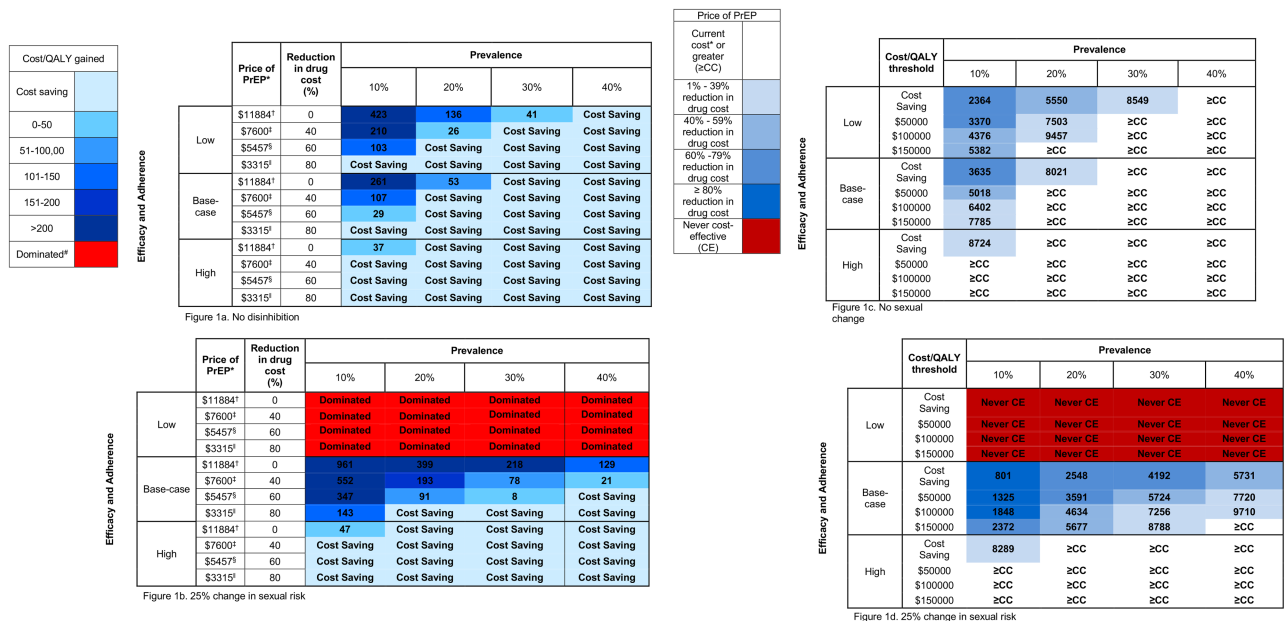 Cost/QALY gained
Cost saving
0-50
51-100,00
101-150
151-200
>200
Dominated#
Efficacy and Adherence
Price of PrEP* Reduction in drug cost (%) Prevalence
10% 20% 30% 40%
Low
$11884† 0 423 136 41 Cost Saving
$7600‡ 40 210 26 Cost Saving Cost Saving
$5457§ 60 103 Cost Saving Cost Saving Cost Saving
$3315‖ 80 Cost Saving Cost Saving Cost Saving Cost Saving
Base-case
$11884† 0 261 53 Cost Saving Cost Saving
$7600‡ 40 107 Cost Saving Cost Saving Cost Saving
$5457§ 60 29 Cost Saving Cost Saving Cost Saving
$3315‖ 80 Cost Saving Cost Saving Cost Saving Cost Saving
High
$11884† 0 37 Cost Saving Cost Saving Cost Saving
$7600‡ 40 Cost Saving Cost Saving Cost Saving Cost Saving
$5457§ 60 Cost Saving Cost Saving Cost Saving Cost Saving
$3315‖ 80 Cost Saving Cost Saving Cost Saving Cost Saving
Figure 1a. No disinhibition
Price of PrEP
Current
cost* or
greater
(≥CC)
1% - 39%
reduction in
drug cost
40% - 59%
reduction in
drug cost
60% -79%
reduction in
drug cost
≥ 80%
reduction in
drug cost
Never cost-
effective
(CE)
Efficacy and Adherence
Cost/QALY threshold Prevalence
10% 20% 30% 40%
Low
Cost Saving 2364 5550 8549 ≥CC
$50000 3370 7503 ≥CC ≥CC
$100000 4376 9457 ≥CC ≥CC
$150000 5382 ≥CC ≥CC ≥CC
Base-case
Cost Saving 3635 8021 ≥CC ≥CC
$50000 5018 ≥CC ≥CC ≥CC
$100000 6402 ≥CC ≥CC ≥CC
$150000 7785 ≥CC ≥CC ≥CC
High
Cost Saving 8724 ≥CC ≥CC ≥CC
$50000 ≥CC ≥CC ≥CC ≥CC
$100000 ≥CC ≥CC ≥CC ≥CC
$150000 ≥CC ≥CC ≥CC ≥CC
Figure 1c. No sexual
change
Efficacy and Adherence
Price of PrEP* Reduction in drug cost (%) Prevalence
10% 20% 30% 40%
Low
$11884† 0 Dominated Dominated Dominated Dominated
$7600‡ 40 Dominated Dominated Dominated Dominated
$5457§ 60 Dominated Dominated Dominated Dominated
$3315‖ 80 Dominated Dominated Dominated Dominated
Base-case
$11884† 0 961 399 218 129
$7600‡ 40 552 193 78 21
$5457§ 60 347 91 8 Cost Saving
$3315‖ 80 143 Cost Saving Cost Saving Cost Saving
High
$11884† 0 47 Cost Saving Cost Saving Cost Saving
$7600‡ 40 Cost Saving Cost Saving Cost Saving Cost Saving
$5457§ 60 Cost Saving Cost Saving Cost Saving Cost Saving
$3315‖ 80 Cost Saving Cost Saving Cost Saving Cost Saving
Figure 1b. 25% change in sexual risk
Efficacy and Adherence
Cost/QALY threshold Prevalence
10% 20% 30% 40%
Low
Cost Saving Never CE Never CE Never CE Never CE
$50000 Never CE Never CE Never CE Never CE
$100000 Never CE Never CE Never CE Never CE
$150000 Never CE Never CE Never CE Never CE
Base-case
Cost Saving 801 2548 4192 5731
$50000 1325 3591 5724 7720
$100000 1848 4634 7256 9710
$150000 2372 5677 8788 ≥CC
High
Cost Saving 8289 ≥CC ≥CC ≥CC
$50000 ≥CC ≥CC ≥CC ≥CC
$100000 ≥CC ≥CC ≥CC ≥CC
$150000 ≥CC ≥CC ≥CC ≥CC
Figure 1d. 25% change in sexual risk